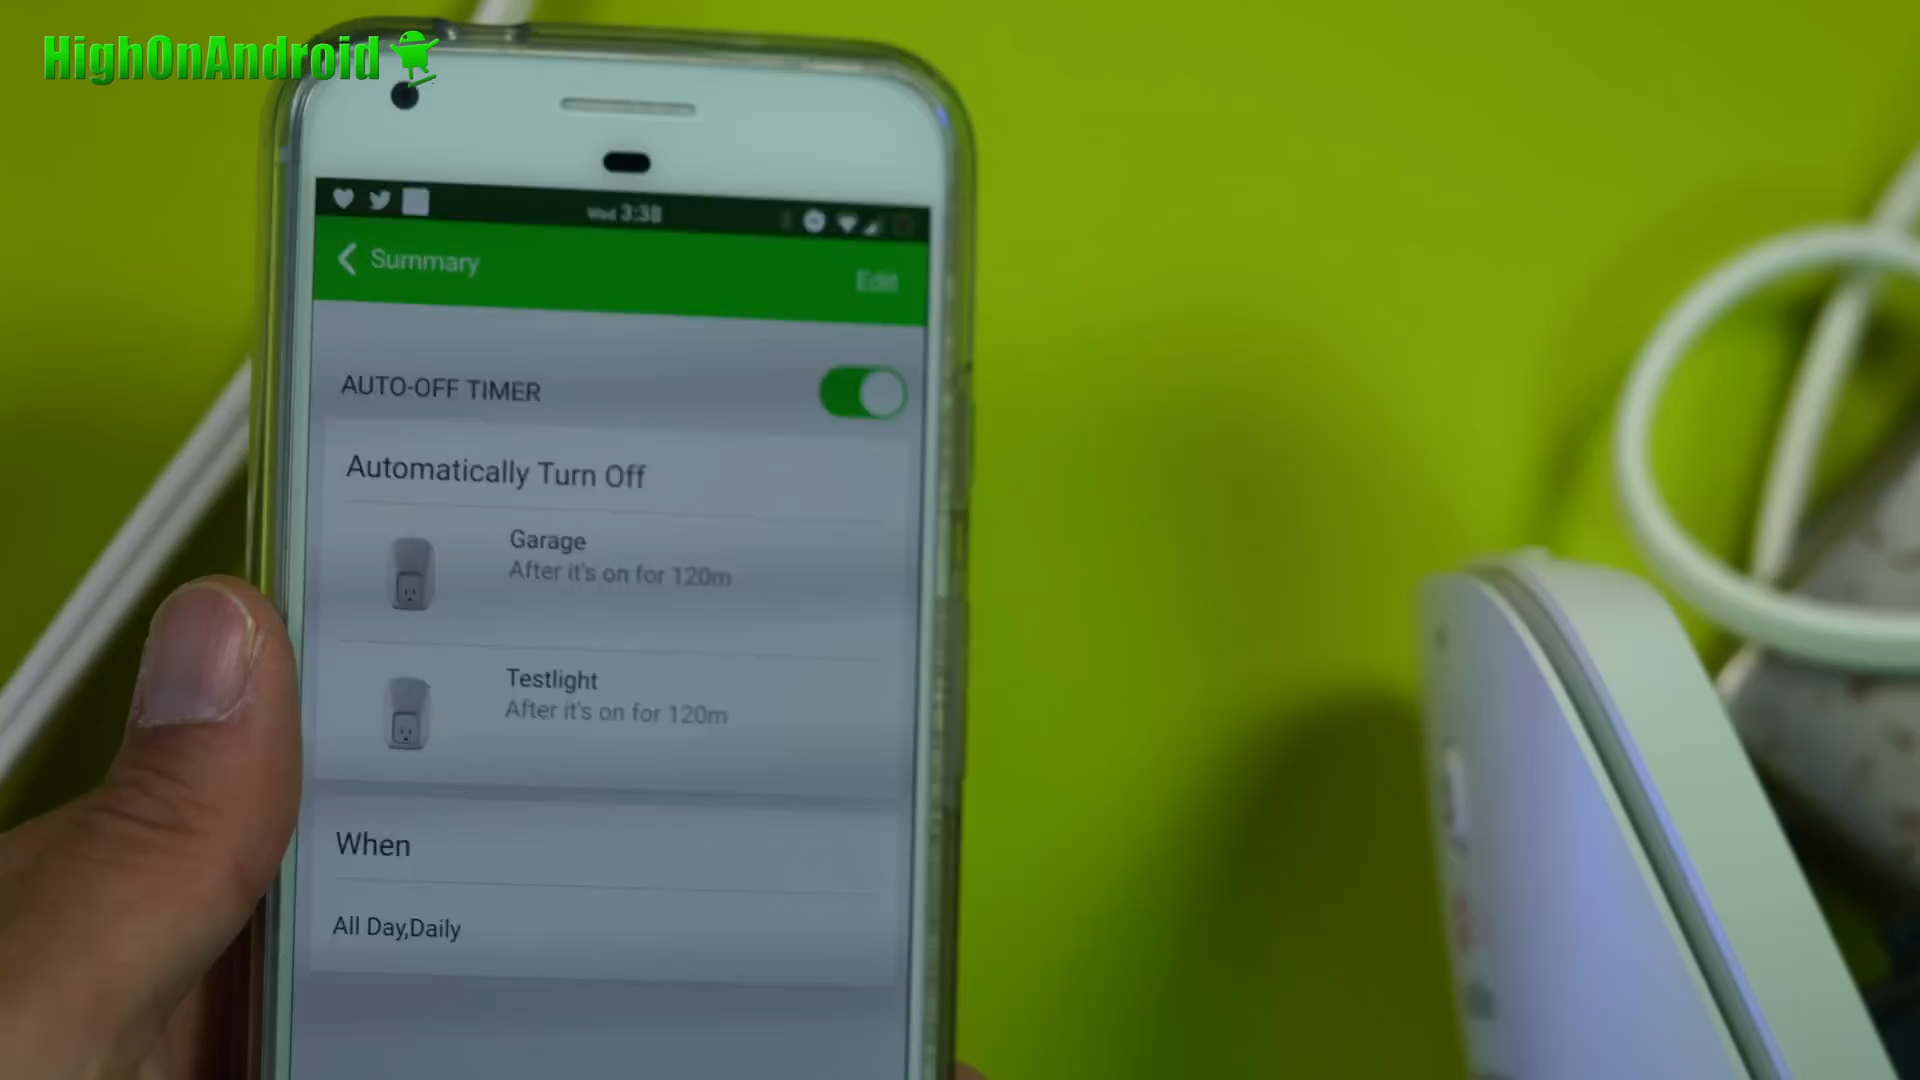 HighOnAndroid
Wed 3:38
Summary
Edit
AUTO-OFF TIMER
Automatically Turn Off
Garage
After it's on for 120m
Testlight
After it's on for 120m
When
All Day,Daily